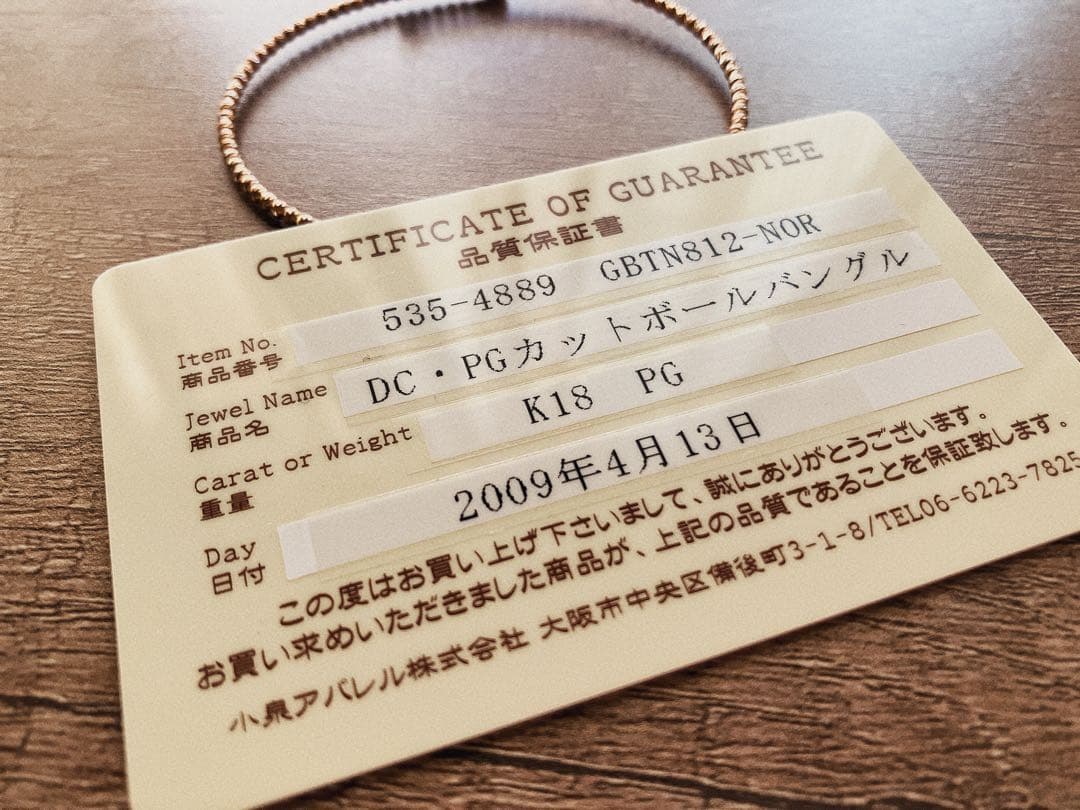 CERTIFICATE OF GUARANTEE
品質保証書
Item No. 535-4889 GBTN812-NOR
商品番号
Jewel Name DC・PGカットボールバングル
商品名
Carat or Weight K18 PG
重量
Day 2009年4月13日
日付
この度はお買い上げ下さいまして、誠にありがとうございます。
お買い求めいただきました商品が、上記の品質であることを保証致します。
小泉アパレル株式会社 大阪市中央区備後町3-1-8/TEL06-6223-7825